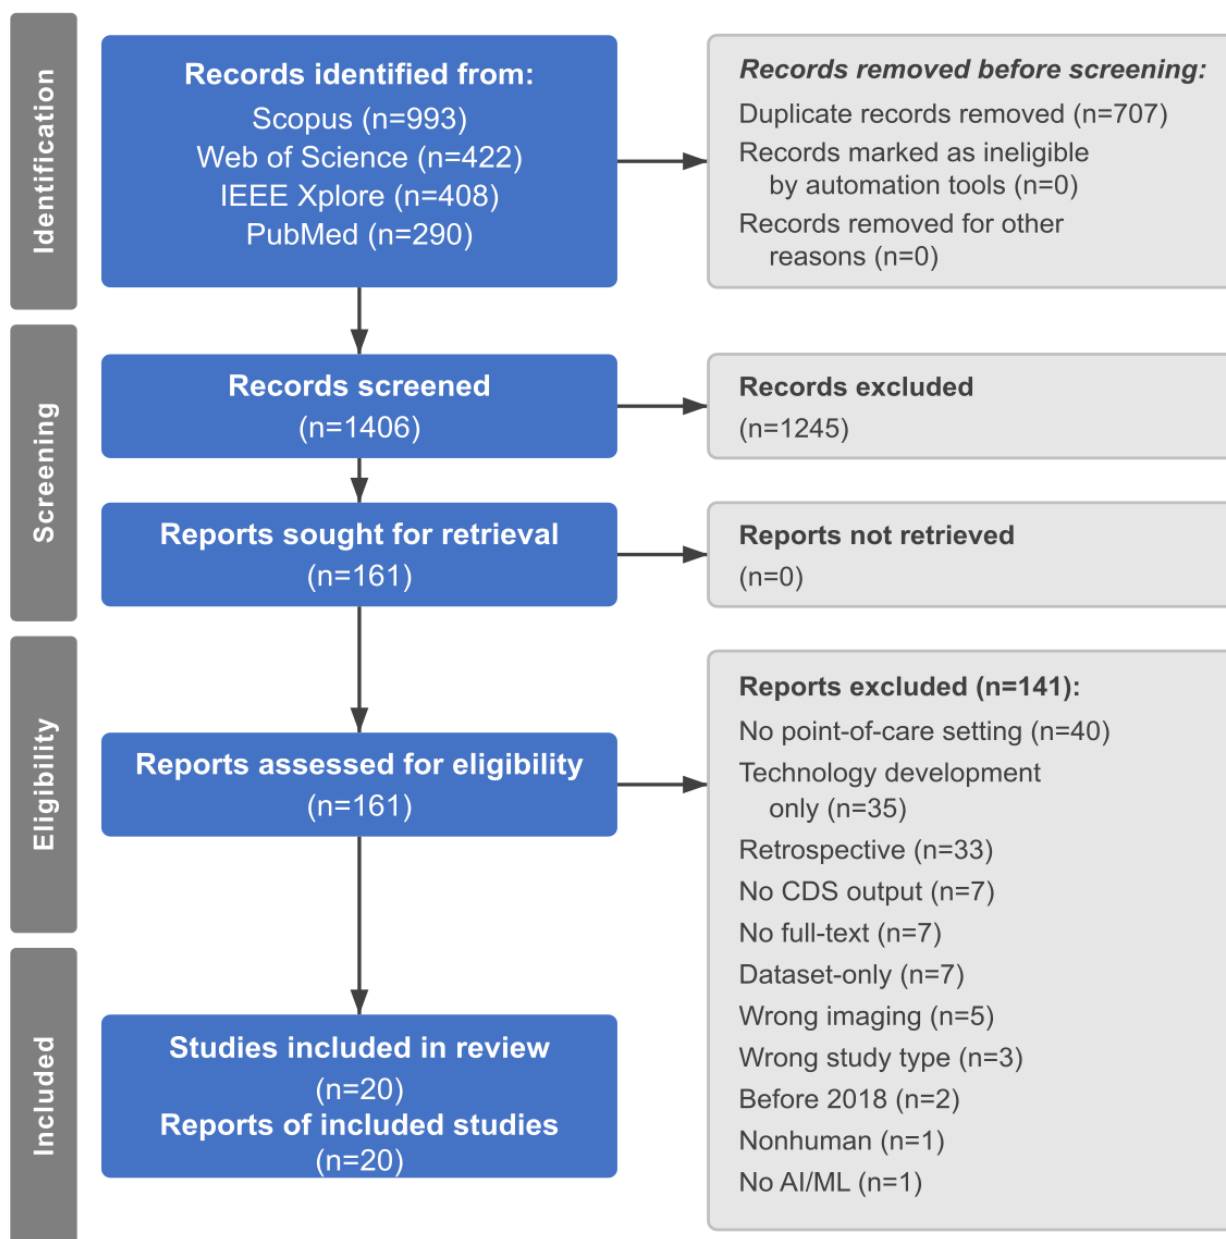 Identification
Records identified from:
Scopus (n=993)
Web of Science (n=422)
IEEE Xplore (n=408)
PubMed (n=290)
Records removed before screening:
Duplicate records removed (n=707)
Records marked as ineligible
by automation tools (n=0)
Records removed for other
reasons (n=0)
Screening
Records screened
(n=1406)
Records excluded
(n=1245)
Reports sought for retrieval
(n=161)
Reports not retrieved
(n=0)
Eligibility
Reports assessed for eligibility
(n=161)
Reports excluded (n=141):
No point-of-care setting (n=40)
Technology development
only (n=35)
Retrospective (n=33)
No CDS output (n=7)
No full-text (n=7)
Dataset-only (n=7)
Wrong imaging (n=5)
Wrong study type (n=3)
Before 2018 (n=2)
Nonhuman (n=1)
No AI/ML (n=1)
Included
Studies included in review
(n=20)
Reports of included studies
(n=20)